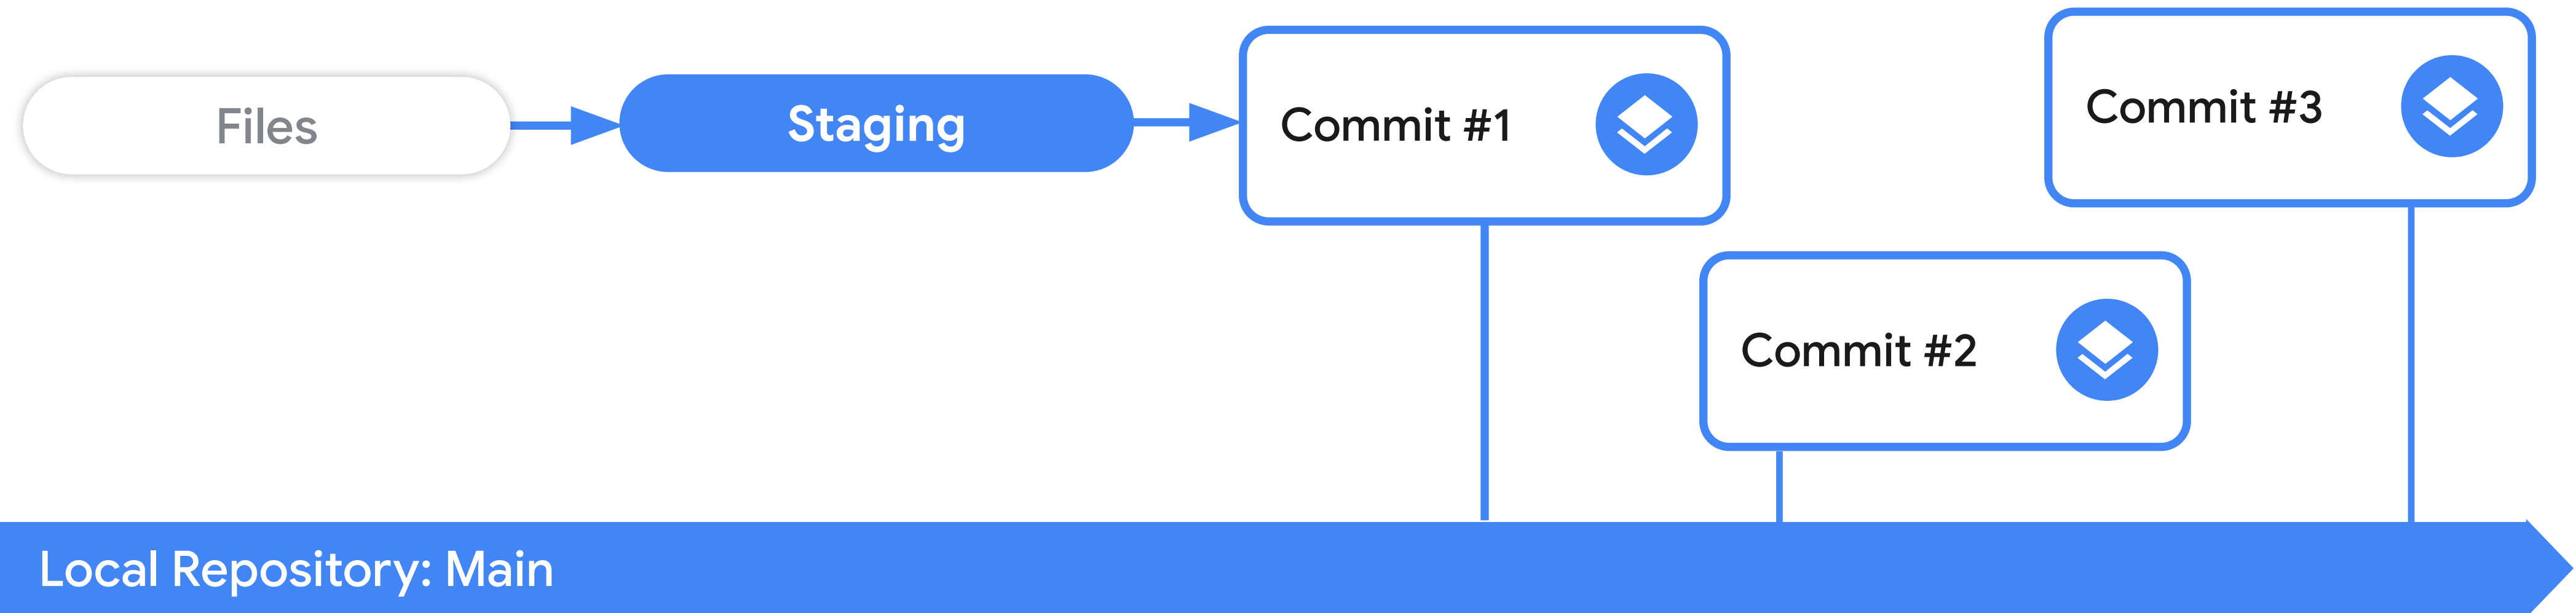 Files
Staging
Commit #1
Commit #3
Commit #2
Local Repository: Main